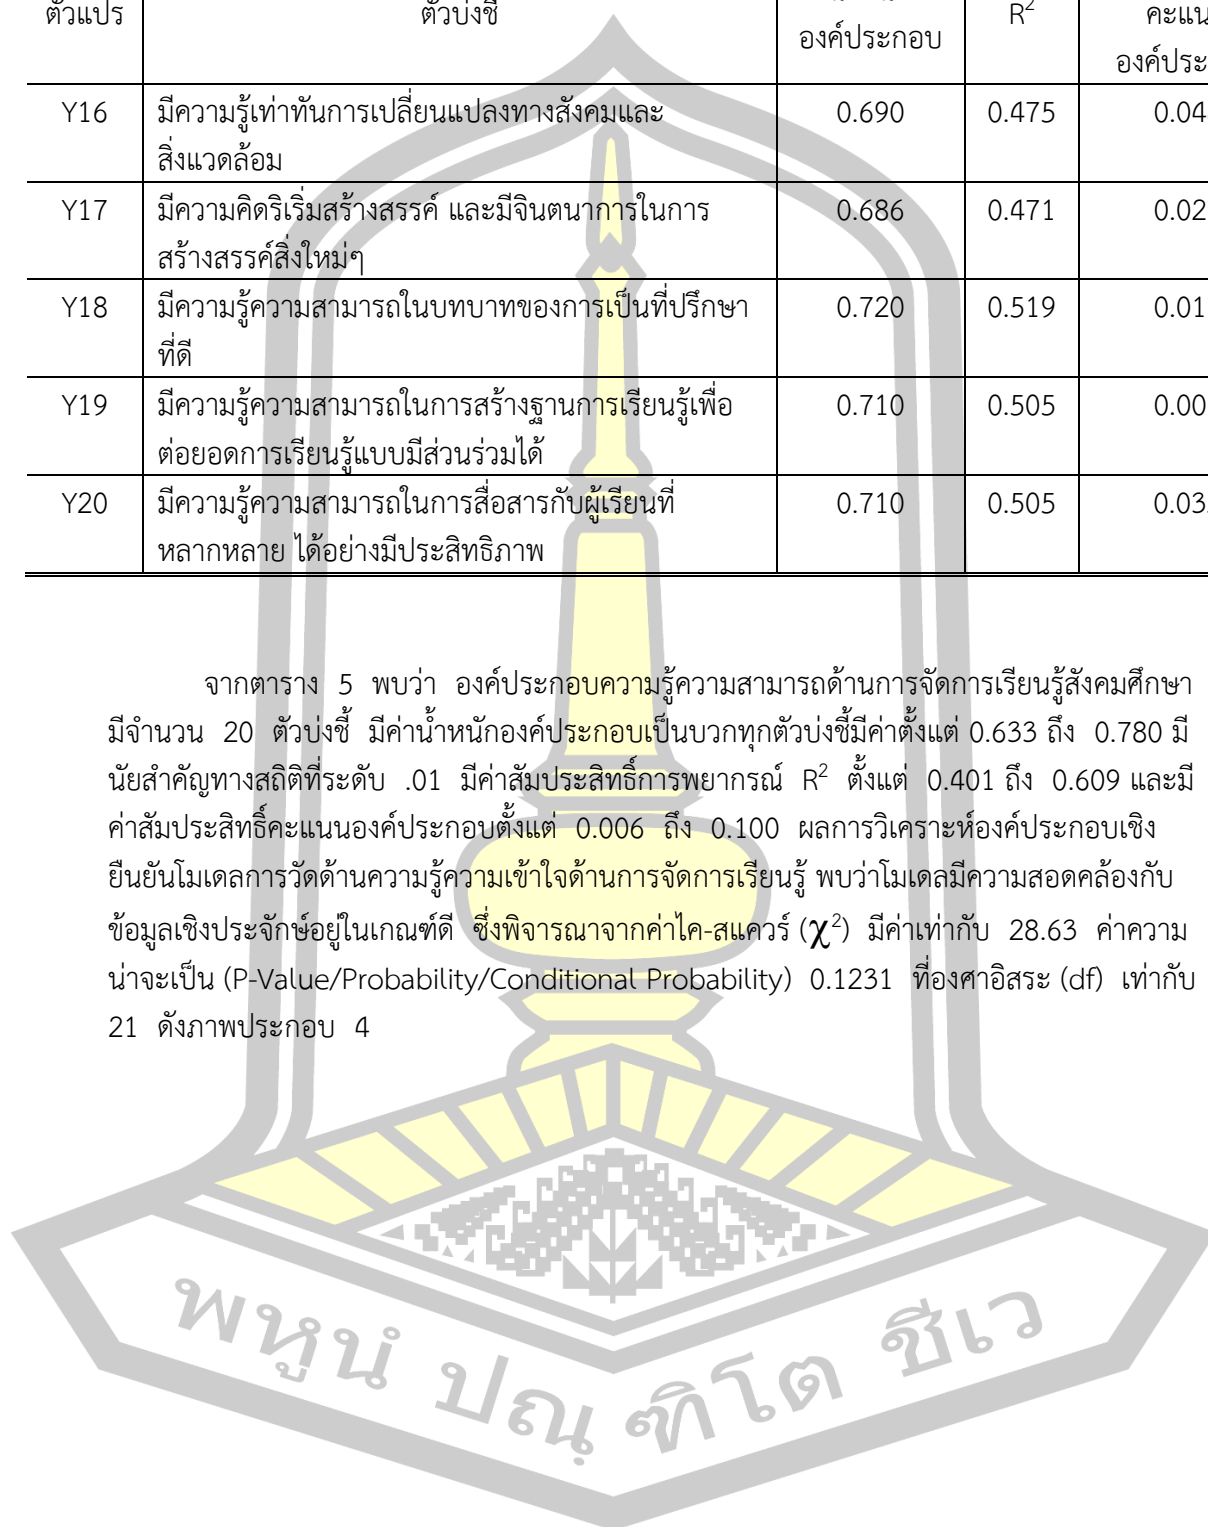 ตัวแปร ตัวบ่งชี้ R2 คะแน
องค์ประกอบ องค์ประ
Y16 มีความรู้เท่าทันการเปลี่ยนแปลงทางสังคมและ 0.690 0.475 0.04
สิ่งแวดล้อม
Y17 มีความคิดริเริ่มสร้างสรรค์ และมีจินตนาการในการ 0.686 0.471 0.02
สร้างสรรค์สิ่งใหม่ๆ
Y18 มีความรู้ความสามารถในบทบาทของการเป็นที่ปรึกษา 0.720 0.519 0.01
ที่ดี
Y19 มีความรู้ความสามารถในการสร้างฐานการเรียนรู้เพื่อ 0.710 0.505 0.00
ต่อยอดการเรียนรู้แบบมีส่วนร่วมได้
Y20 มีความรู้ความสามารถในการสื่อสารกับผู้เรียนที่ 0.710 0.505 0.03
หลากหลาย ได้อย่างมีประสิทธิภาพ
จากตาราง 5 พบว่า องค์ประกอบความรู้ความสามารถด้านการจัดการเรียนรู้สังคมศึกษา
มีจำนวน 20 ตัวบ่งชี้ มีค่าน้ำหนักองค์ประกอบเป็นบวกทุกตัวบ่งชี้มีค่าตั้งแต่ 0.633 ถึง 0.780 มี
นัยสำคัญทางสถิติที่ระดับ .01 มีค่าสัมประสิทธิ์การพยากรณ์ R2 ตั้งแต่ 0.401 ถึง 0.609 และมี
ค่าสัมประสิทธิ์คะแนนองค์ประกอบตั้งแต่ 0.006 ถึง 0.100 ผลการวิเคราะห์องค์ประกอบเชิง
ยืนยันโมเดลการวัดด้านความรู้ความเข้าใจด้านการจัดการเรียนรู้ พบว่าโมเดลมีความสอดคล้องกับ
ข้อมูลเชิงประจักษ์อยู่ในเกณฑ์ดี ซึ่งพิจารณาจากค่าไค-สแควร์ (χ2) มีค่าเท่ากับ 28.63 ค่าความ
น่าจะเป็น (P-Value/Probability/Conditional Probability) 0.1231 ที่องศาอิสระ (df) เท่ากับ
21 ดังภาพประกอบ 4
พหูนํ ปณฺฑิโต ชีเว